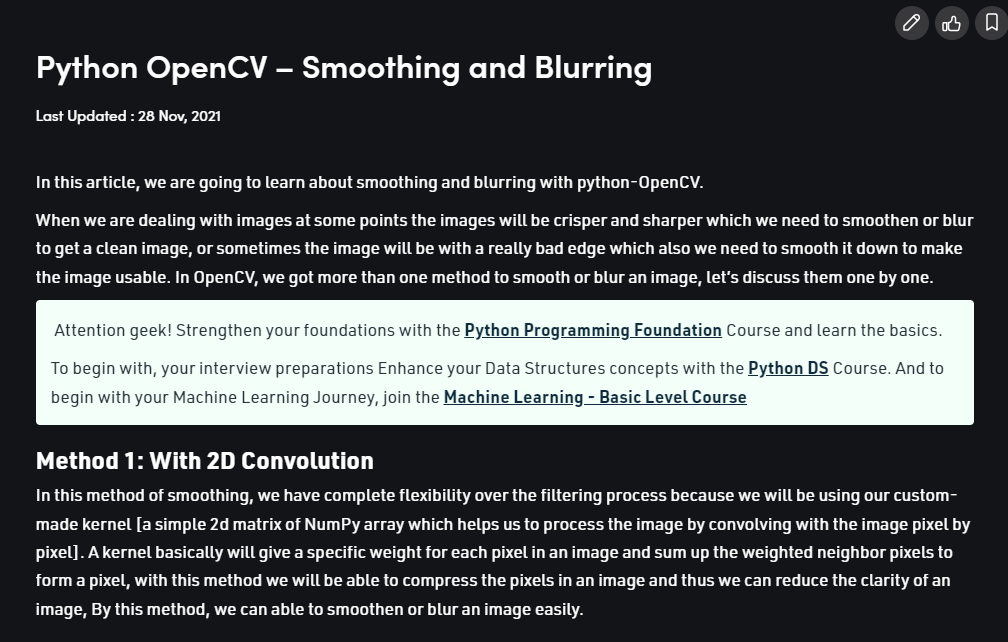 Python OpenCV – Smoothing and Blurring
Last Updated : 28 Nov, 2021
In this article, we are going to learn about smoothing and blurring with python-OpenCV.
When we are dealing with images at some points the images will be crisper and sharper which we need to smoothen or blur
to get a clean image, or sometimes the image will be with a really bad edge which also we need to smooth it down to make
the image usable. In OpenCV, we got more than one method to smooth or blur an image, let's discuss them one by one.
Attention geek! Strengthen your foundations with the Python Programming Foundation Course and learn the basics.
To begin with, your interview preparations Enhance your Data Structures concepts with the Python DS Course. And to
begin with your Machine Learning Journey, join the Machine Learning - Basic Level Course
Method 1: With 2D Convolution
In this method of smoothing, we have complete flexibility over the filtering process because we will be using our custom-
made kernel [a simple 2d matrix of NumPy array which helps us to process the image by convolving with the image pixel by
pixel]. A kernel basically will give a specific weight for each pixel in an image and sum up the weighted neighbor pixels to
form a pixel, with this method we will be able to compress the pixels in an image and thus we can reduce the clarity of an
image, By this method, we can able to smoothen or blur an image easily.